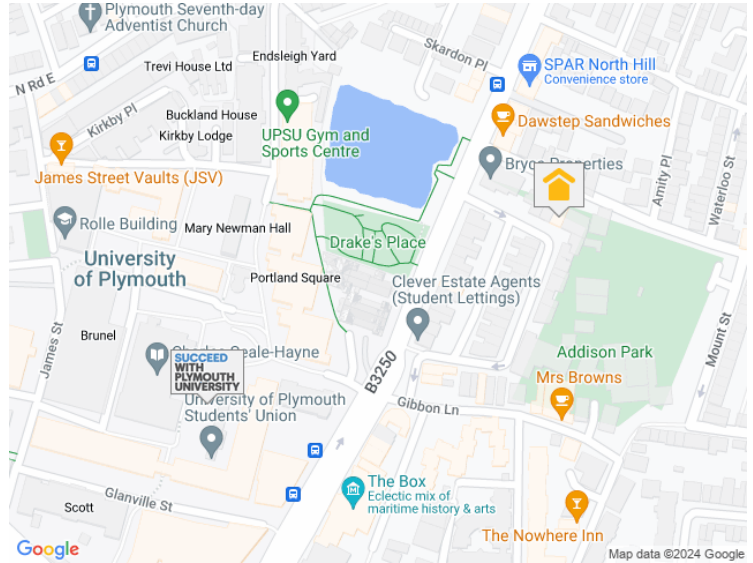 Plymouth Seventh-day
Adventist Church
Endsleigh Yard
Skardon Pl
SPAR North Hill
Convenience store
N Rd E
Trevi House Ltd
Buckland House
Kirkby Pl
Kirkby Lodge
UPSU Gym and
Sports Centre
Dawstep Sandwiches
James Street Vaults (JSV)
Amity Pl
Waterloo St
Rolle Building
Mary Newman Hall
Drake's Place
University
of Plymouth
Portland Square
Clever Estate Agents
(Student Lettings)
Brunel
James St
SUCCEED
WITH
PLYMOUTH
UNIVERSITY
University of Plymouth
Students' Union
B3250
Addison Park
Mrs Browns
Mount St
Gibbon Ln
The Box
Eclectic mix of
maritime history & arts
Glanville St
Scott
The Nowhere Inn
Google
Map data ©2024 Google